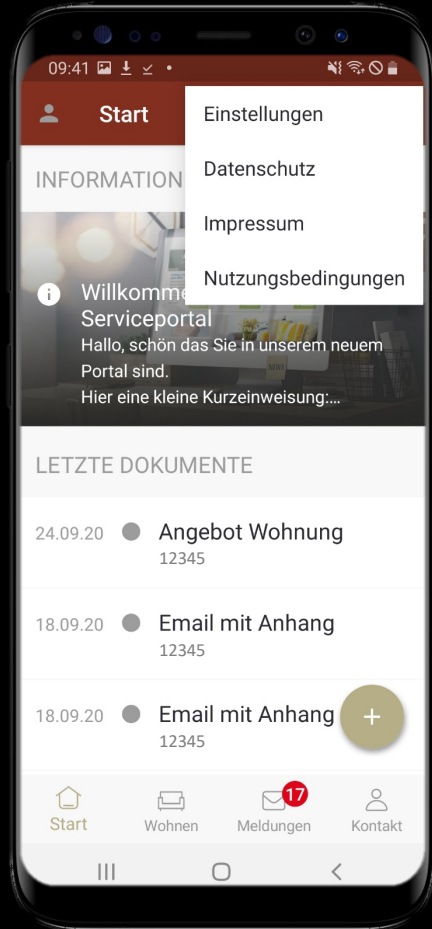 09:41
Start
Einstellungen
Datenschutz
Impressum
Nutzungsbedingungen
INFORMATION
Willkomme
Serviceportal
Hallo, schön das Sie in unserem neuem
Portal sind.
Hier eine kleine Kurzeinweisung:...
LETZTE DOKUMENTE
24.09.20 Angebot Wohnung
12345
18.09.20 Email mit Anhang
12345
18.09.20 Email mit Anhang
12345
+
17
Start Wohnen Meldungen Kontakt